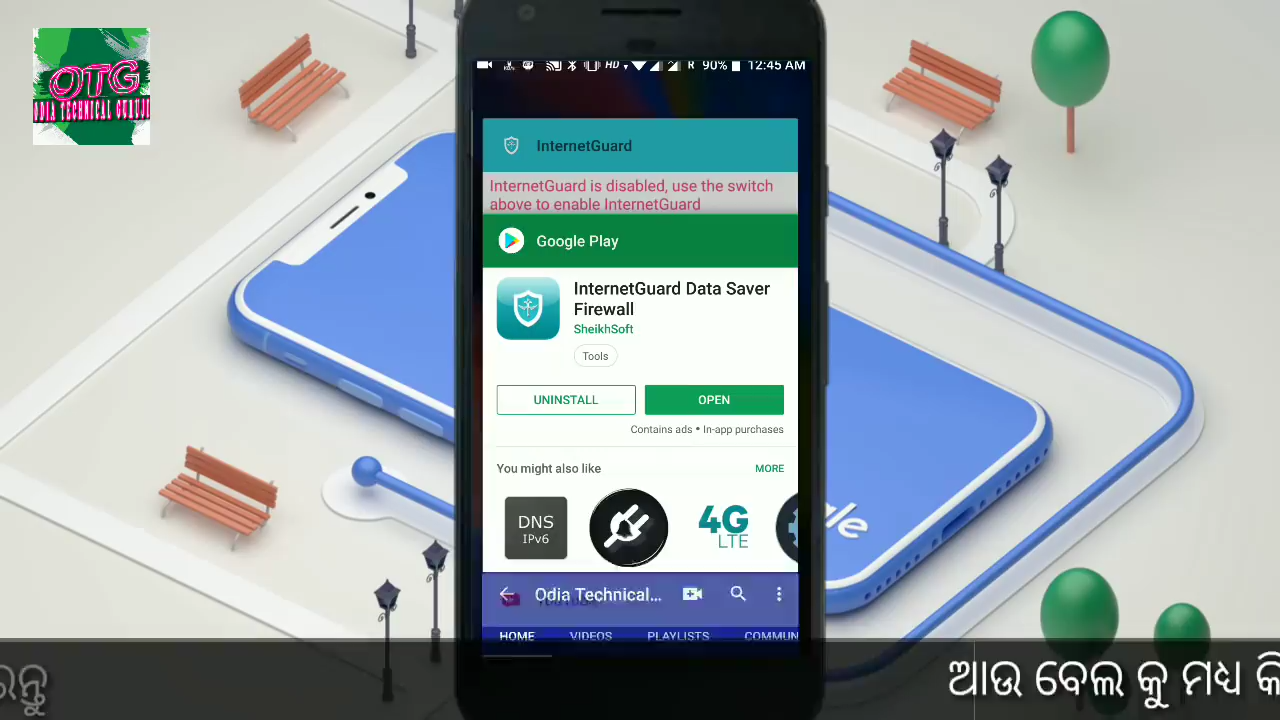 OTG
ODIA TECHNICAL GURUJI
HD R 90% 12:45 AM
InternetGuard
InternetGuard is disabled, use the switch
above to enable InternetGuard
Google Play
InternetGuard Data Saver
Firewall
SheikhSoft
Tools
UNINSTALL OPEN
Contains ads • In-app purchases
You might also like MORE
DNS
IPv6
4G
LTE
Odia Technical...
HOME VIDEOS PLAYLISTS COMMUN
ଆଉ ବେଲ କୁ ମଧ୍ୟ